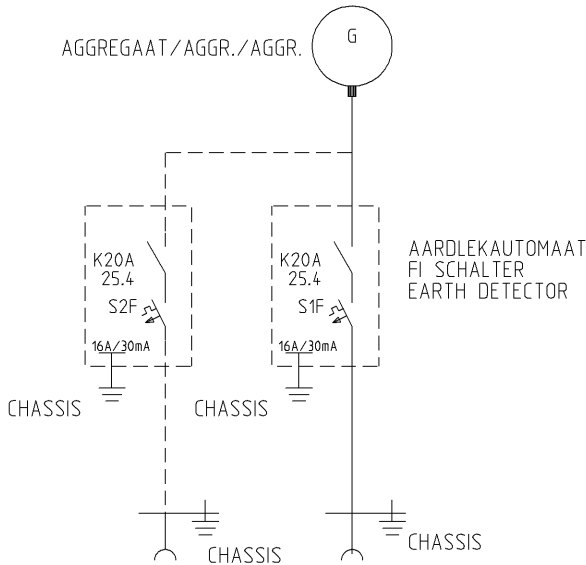 G
AGGREGAAT/AGGR./AGGR.
K20A
25.4
S2F
16A/30mA
K20A
25.4
S1F
16A/30mA
AARDLEKAUTOMAAT
FI SCHALTER
EARTH DETECTOR
CHASSIS
CHASSIS
CHASSIS
CHASSIS